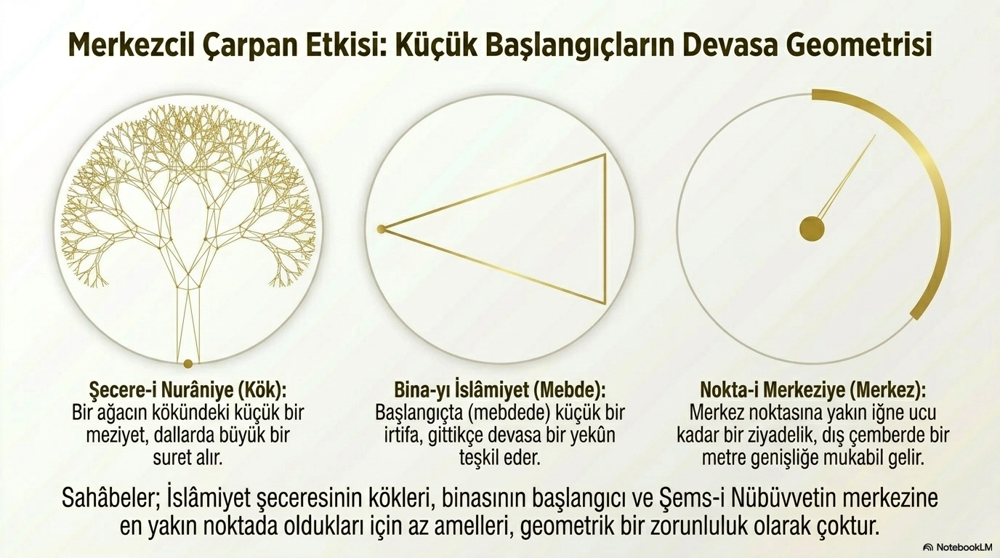 Merkezcil Çarpan Etkisi: Küçük Başlangıçların Devasa Geometrisi
Şecere-i Nurâniye (Kök):
Bir ağacın kökündeki küçük bir
meziyet, dallarda büyük bir
suret alır.
Bina-yı İslâmiyet (Mebde):
Başlangıçta (mebdede) küçük bir
irtifa, gittikçe devasa bir yekûn
teşkil eder.
Nokta-i Merkeziye (Merkez):
Merkez noktasına yakın iğne ucu
kadar bir ziyadelik, dış çemberde bir
metre genişliğe mukabil gelir.
Sahâbeler; İslâmiyet şeceresinin kökleri, binasının başlangıcı ve Şems-i Nübüvvetin merkezine
en yakın noktada oldukları için az amelleri, geometrik bir zorunluluk olarak çoktur.
NotebookLM